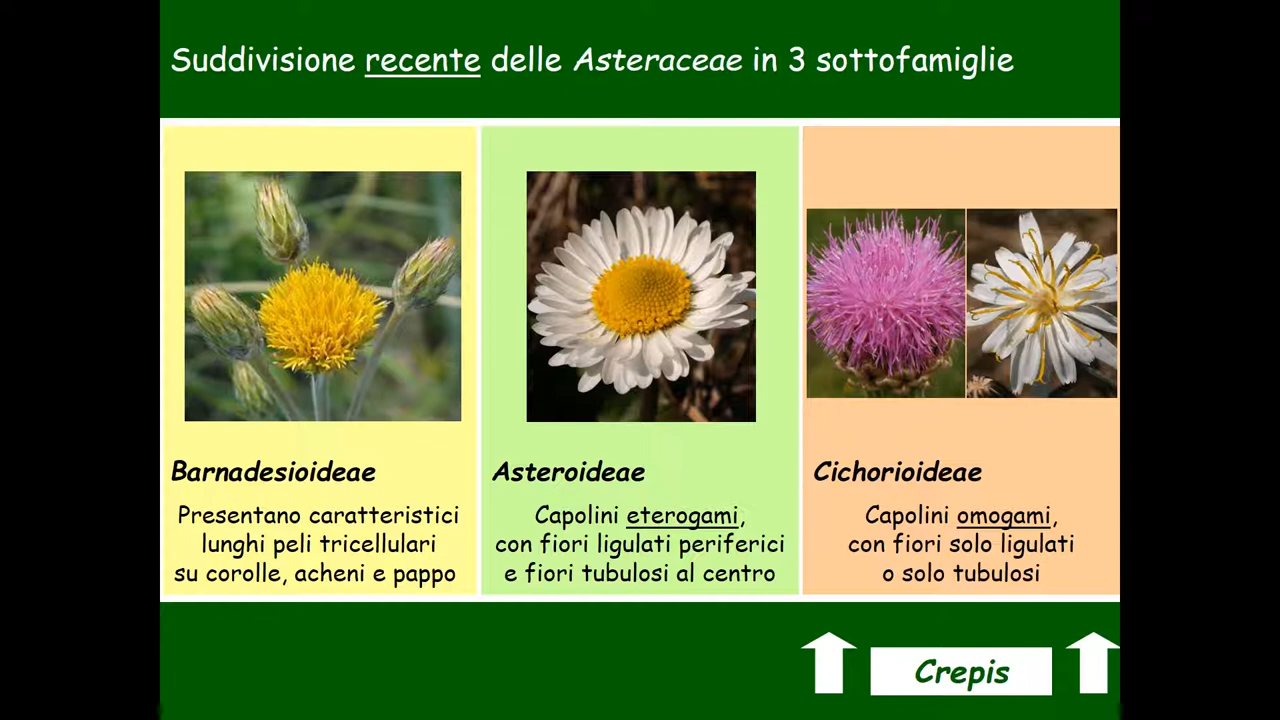 Suddivisione recente delle Asteraceae in 3 sottofamiglie
Barnadesioideae
Presentano caratteristici
lunghi peli tricellulari
su corolle, acheni e pappo
Asteroideae
Capolini eterogami,
con fiori ligulati periferici
e fiori tubulosi al centro
Cichorioideae
Capolini omogami,
con fiori solo ligulati
o solo tubulosi
Crepis